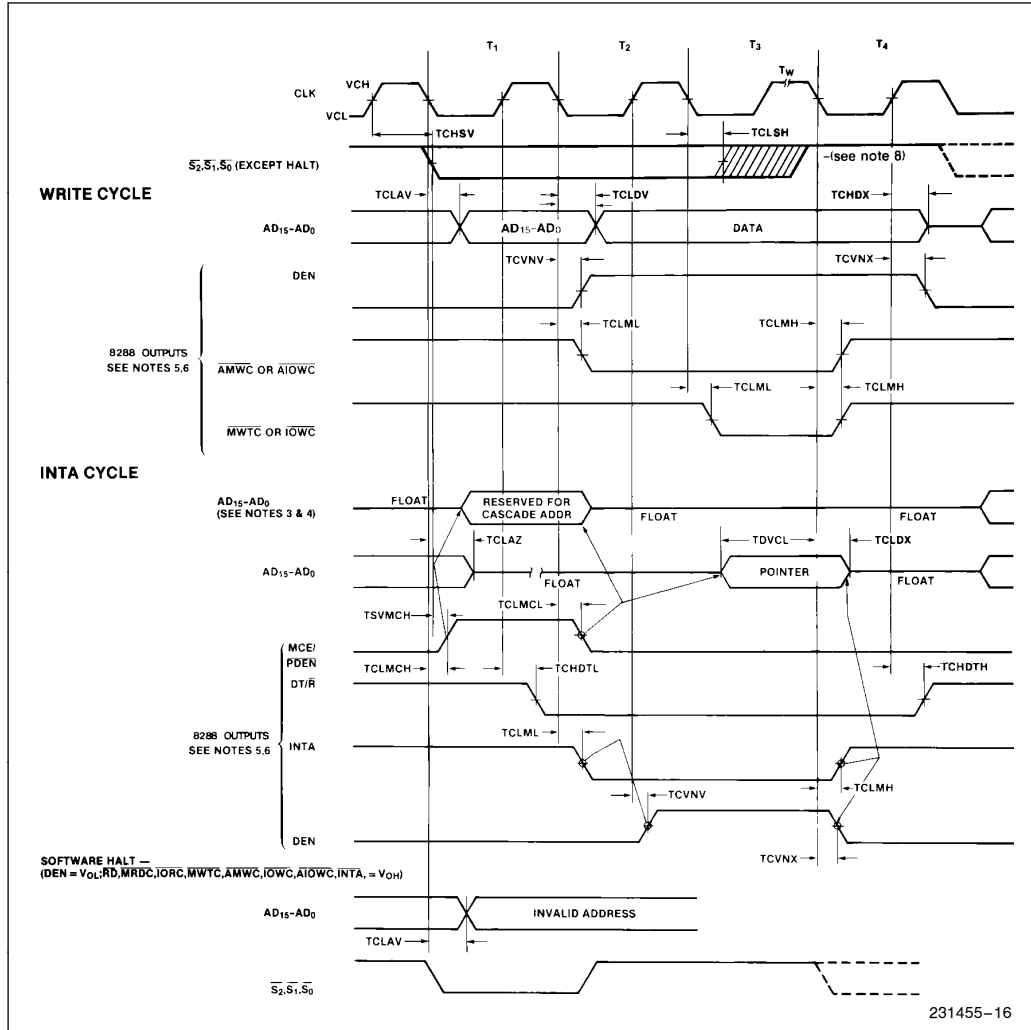 T1 T2 T3 T4
TW
VCH
CLK
VCL
TCHSV TCLSH
S2,S1,S0 (EXCEPT HALT) (see note 8)
WRITE CYCLE
TCLAV TCLDV TCHDX
AD15-AD0 AD15-AD0 DATA
TCVNV TCVNX
DEN
TCLML TCLMH
8288 OUTPUTS
SEE NOTES 5,6
AMWC OR AIOWC
TCLML TCLMH
MWTC OR IOWC
INTA CYCLE
AD15-AD0
(SEE NOTES 3 & 4)
FLOAT RESERVED FOR
CASCADE ADDR
FLOAT FLOAT
TCLAZ TDVCL TCLDX
AD15-AD0 FLOAT POINTER FLOAT
TSVMCH TCLMCL
MCE/
PDEN
TCLMCH TCHDTL TCHDTH
DT/R
TCLML
8288 OUTPUTS
SEE NOTES 5,6
INTA
TCVNV TCLMH
DEN
TCVNX
SOFTWARE HALT —
(DEN = VOL;RD,MRDC,IORC,MWTC,AMWC,IOWC,AIOWC,INTA, = VOH)
AD15-AD0 INVALID ADDRESS
TCLAV
S2,S1,S0
231455–16